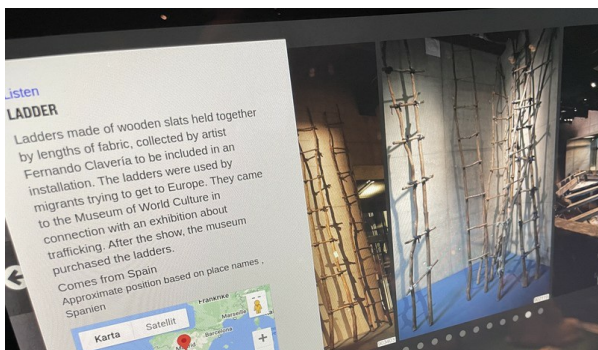 Listen
LADDER
Ladders made of wooden slats held together
by lengths of fabric, collected by artist
Fernando Clavería to be included in an
installation. The ladders were used by
migrants trying to get to Europe. They came
to the Museum of World Culture in
connection with an exhibition about
trafficking. After the show, the museum
purchased the ladders.
Comes from Spain
Approximate position based on place names ,
Spanien
Frankrike
Karta Satellit
Marseille
Barcelona
+